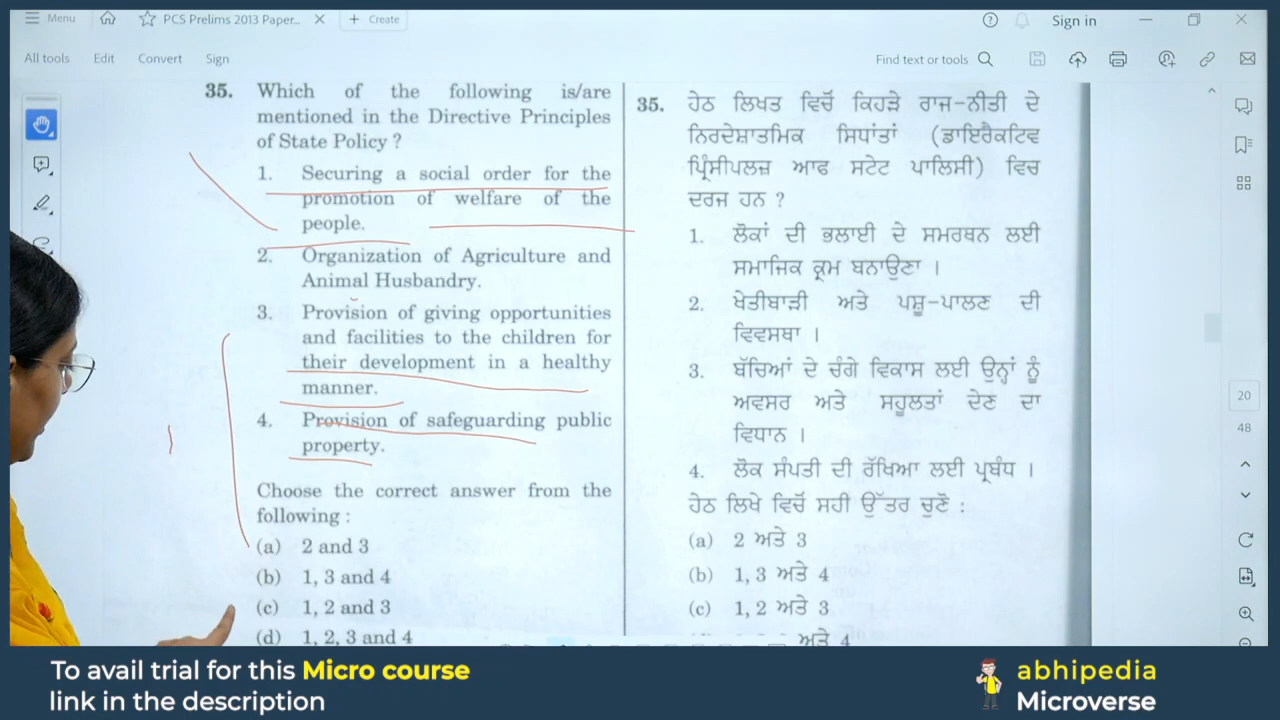 Menu
PCS Prelims 2013 Paper...
Create
Sign in
All tools
Edit
Convert
Sign
Find text or tools
35. Which of the following is/are
mentioned in the Directive Principles
of State Policy ?
1. Securing a social order for the
promotion of welfare of the
people.
2. Organization of Agriculture and
Animal Husbandry.
3. Provision of giving opportunities
and facilities to the children for
their development in a healthy
manner.
4. Provision of safeguarding public
property.
Choose the correct answer from the
following :
(a) 2 and 3
(b) 1, 3 and 4
(c) 1, 2 and 3
(d) 1, 2, 3 and 4
35. ਹੇਠ ਲਿਖਤ ਵਿਚੋਂ ਕਿਹੜੇ ਰਾਜ-ਨੀਤੀ ਦੇ
ਨਿਰਦੇਸ਼ਾਤਮਿਕ ਸਿਧਾਂਤਾਂ (ਡਾਇਰੈਕਟਿਵ
ਪ੍ਰਿੰਸੀਪਲਜ਼ ਆਫ ਸਟੇਟ ਪਾਲਿਸੀ) ਵਿਚ
ਦਰਜ ਹਨ ?
1. ਲੋਕਾਂ ਦੀ ਭਲਾਈ ਦੇ ਸਮਰਥਨ ਲਈ
ਸਮਾਜਿਕ ਕ੍ਰਮ ਬਨਾਉਣਾ ।
2. ਖੇਤੀਬਾੜੀ ਅਤੇ ਪਸ਼ੂ-ਪਾਲਣ ਦੀ
ਵਿਵਸਥਾ ।
3. ਬੱਚਿਆਂ ਦੇ ਚੰਗੇ ਵਿਕਾਸ ਲਈ ਉਨ੍ਹਾਂ ਨੂੰ
ਅਵਸਰ ਅਤੇ ਸਹੂਲਤਾਂ ਦੇਣ ਦਾ
ਵਿਧਾਨ ।
4. ਲੋਕ ਸੰਪਤੀ ਦੀ ਰੱਖਿਆ ਲਈ ਪ੍ਰਬੰਧ ।
ਹੇਠ ਲਿਖੇ ਵਿਚੋਂ ਸਹੀ ਉੱਤਰ ਚੁਣੋ :
(a) 2 ਅਤੇ 3
(b) 1, 3 ਅਤੇ 4
(c) 1, 2 ਅਤੇ 3
ਅਤੇ 4
20
48
To avail trial for this Micro course
link in the description
abhipedia
Microverse